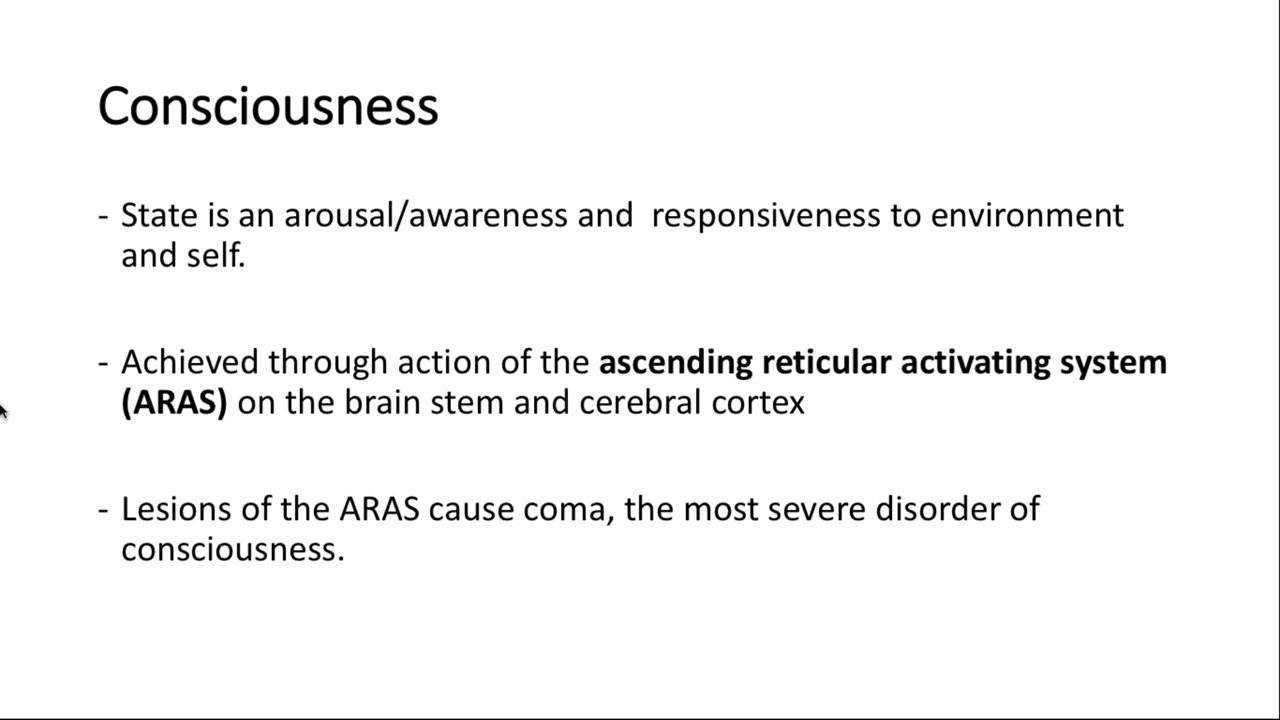 Consciousness
- State is an arousal/awareness and  responsiveness to environment
and self.
- Achieved through action of the ascending reticular activating system
(ARAS) on the brain stem and cerebral cortex
- Lesions of the ARAS cause coma, the most severe disorder of
consciousness.